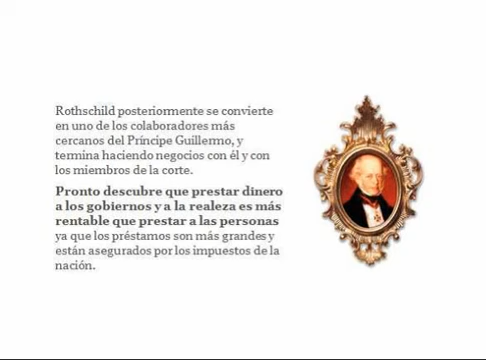 Rothschild posteriormente se convierte
en uno de los colaboradores más
cercanos del Príncipe Guillermo, y
termina haciendo negocios con él y con
los miembros de la corte.
Pronto descubre que prestar dinero
a los gobiernos y a la realeza es más
rentable que prestar a las personas
ya que los préstamos son más grandes y
están asegurados por los impuestos de la
nación.